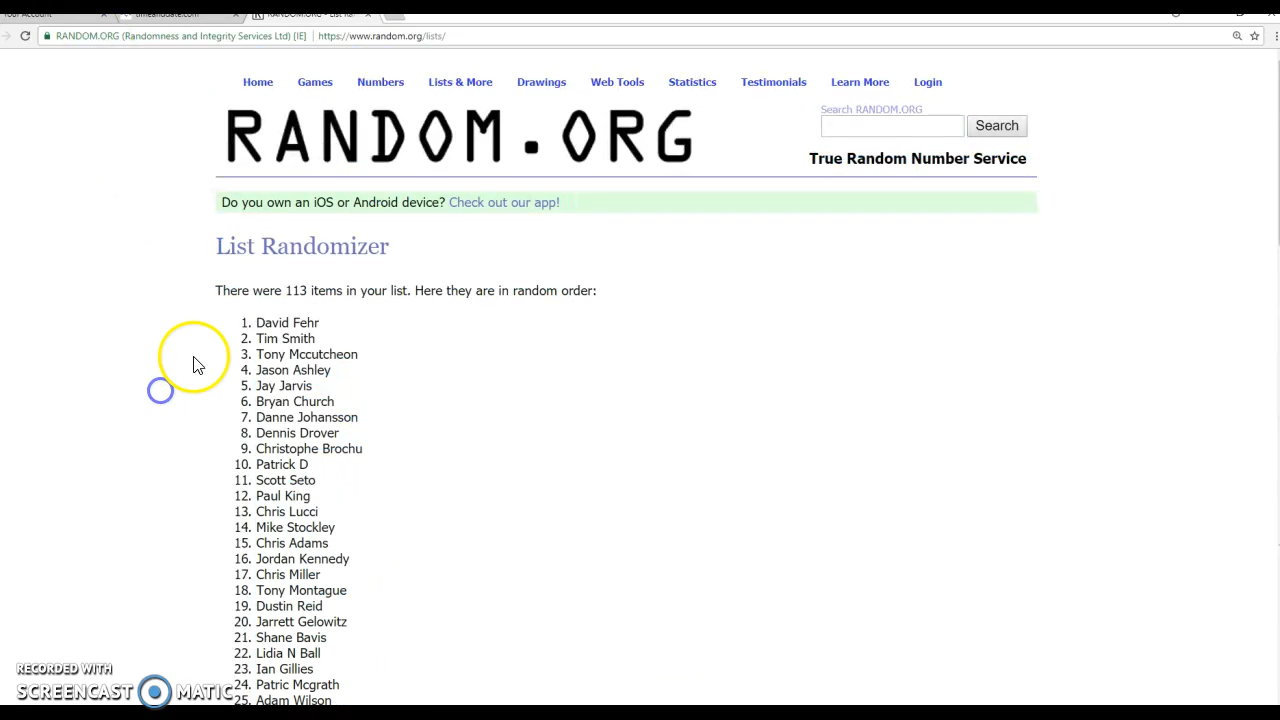 timeanddate.com
RANDOM.ORG - List Ra
RANDOM.ORG (Randomness and Integrity Services Ltd) [IE] https://www.random.org/lists/
Home Games Numbers Lists & More Drawings Web Tools Statistics Testimonials Learn More Login
RANDOM.ORG
Search RANDOM.ORG
Search
True Random Number Service
Do you own an iOS or Android device? Check out our app!
List Randomizer
There were 113 items in your list. Here they are in random order:
1. David Fehr
2. Tim Smith
3. Tony Mccutcheon
4. Jason Ashley
5. Jay Jarvis
6. Bryan Church
7. Danne Johansson
8. Dennis Drover
9. Christophe Brochu
10. Patrick D
11. Scott Seto
12. Paul King
13. Chris Lucci
14. Mike Stockley
15. Chris Adams
16. Jordan Kennedy
17. Chris Miller
18. Tony Montague
19. Dustin Reid
20. Jarrett Gelowitz
21. Shane Bavis
22. Lidia N Ball
23. Ian Gillies
24. Patric Mcgrath
25. Adam Wilson
RECORDED WITH
SCREENCAST MATIC